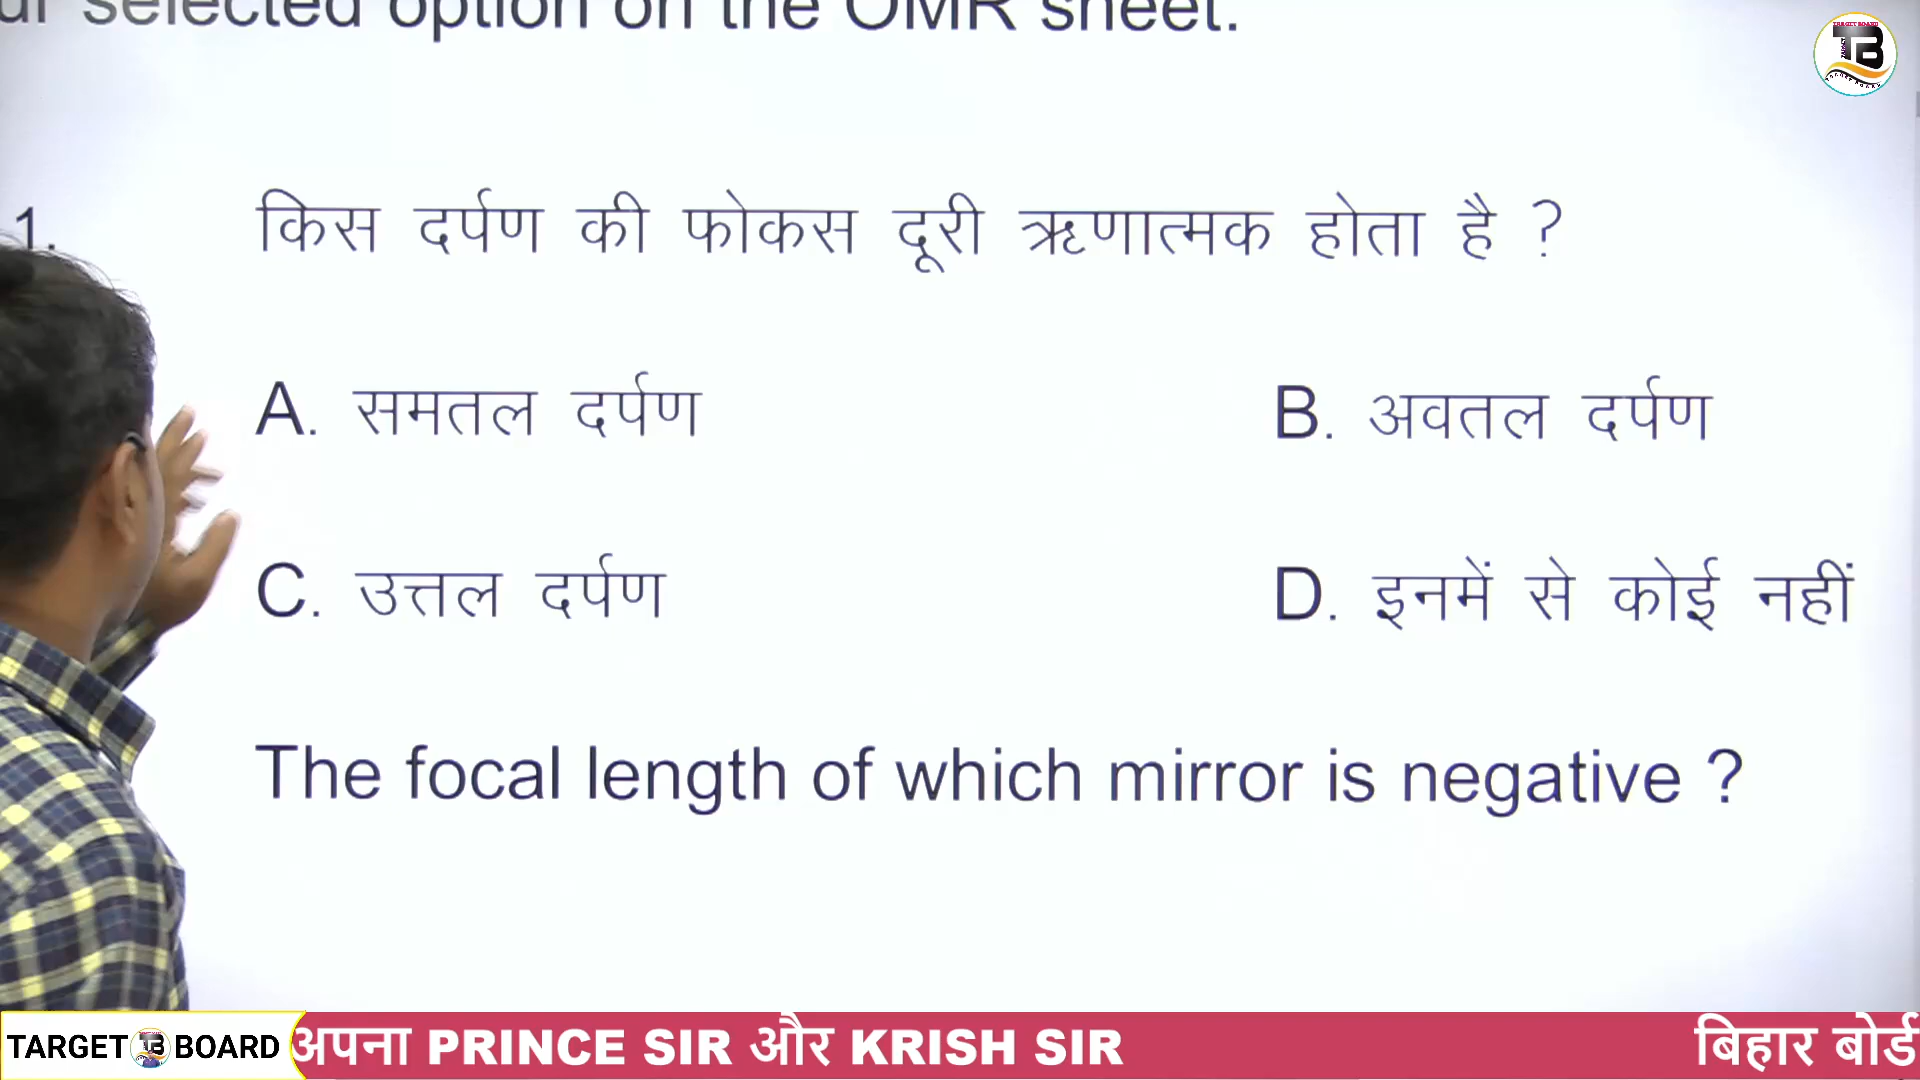 selected option on the OMR sheet.
1. किस दर्पण की फोकस दूरी ऋणात्मक होता है ?
A. समतल दर्पण
B. अवतल दर्पण
C. उत्तल दर्पण
D. इनमें से कोई नहीं
The focal length of which mirror is negative ?
TARGET TB BOARD अपना PRINCE SIR और KRISH SIR बिहार बोर्ड